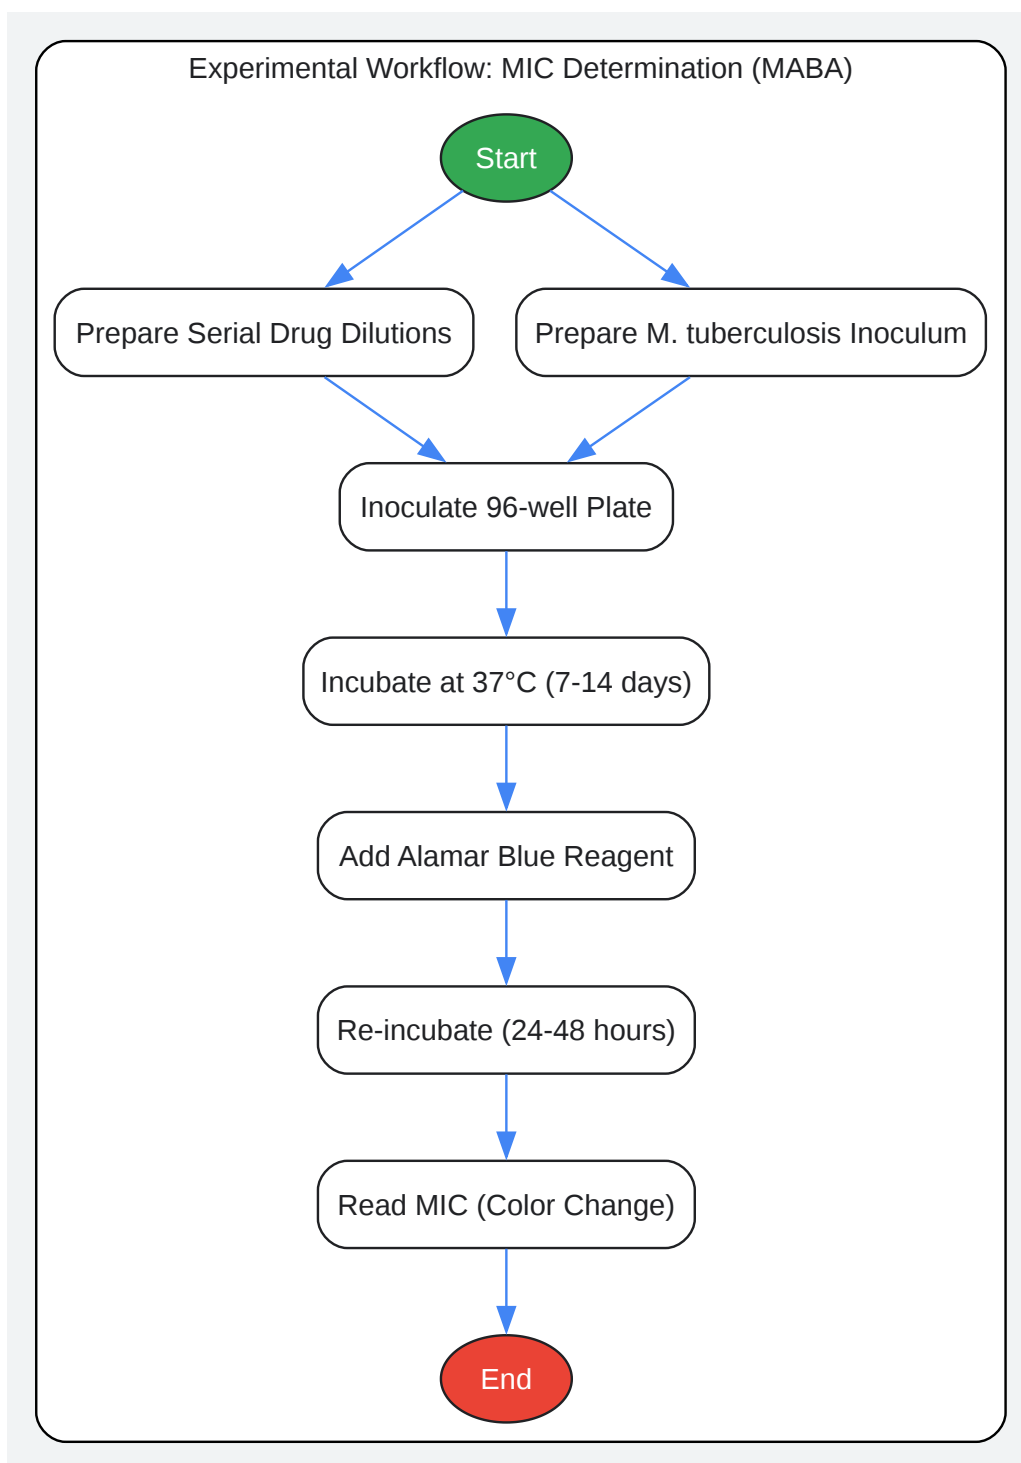 Experimental Workflow: MIC Determination (MABA)
Start
Prepare Serial Drug Dilutions
Prepare M. tuberculosis Inoculum
Inoculate 96-well Plate
Incubate at 37°C (7-14 days)
Add Alamar Blue Reagent
Re-incubate (24-48 hours)
Read MIC (Color Change)
End